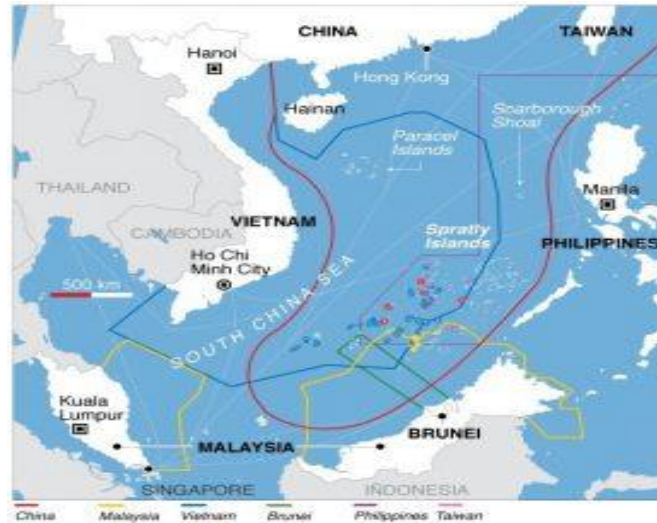 CHINA
TAIWAN
Hanoi
Hong Kong
Hainan
Scarborough
Shoal
Paracel
Islands
THAILAND
Manila
VIETNAM
CAMBODIA
Spratly
Islands
PHILIPPINES
Ho Chi
Minh City
500 km
SOUTH CHINA SEA
Kuala
Lumpur
MALAYSIA
BRUNEI
SINGAPORE
INDONESIA
China
Malaysia
Vietnam
Brunei
Philippines
Taiwan